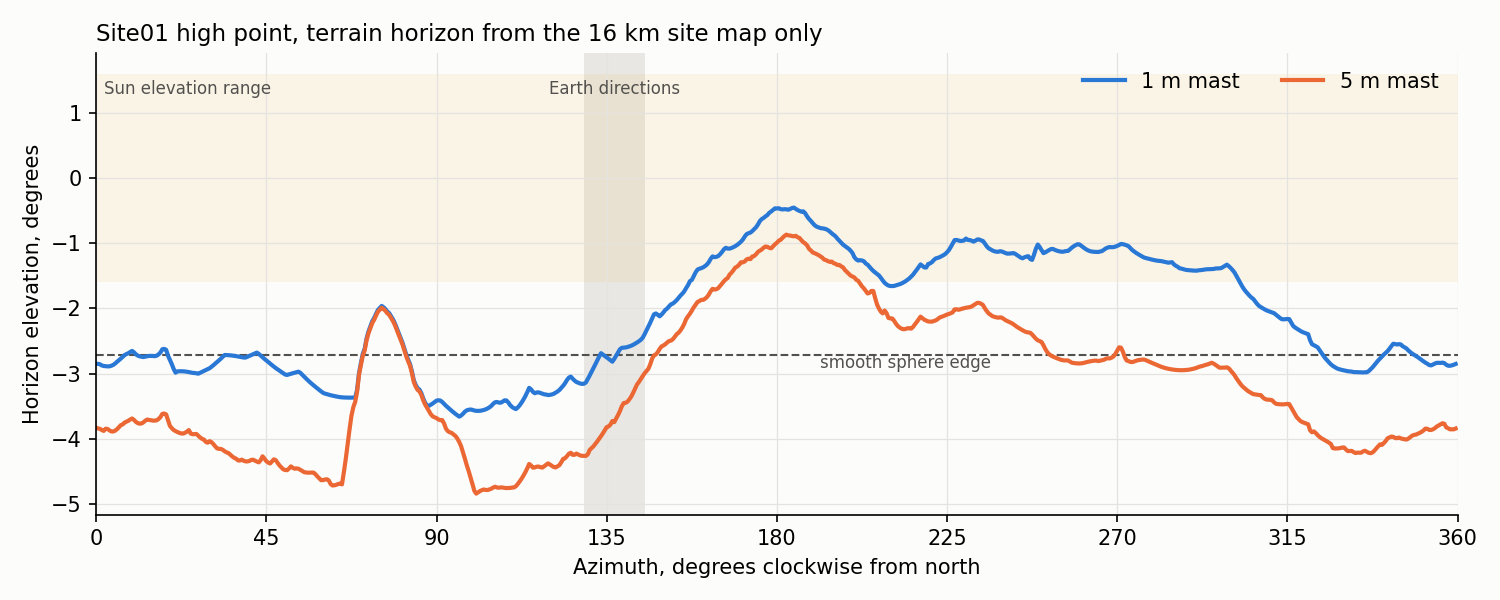 Site01 high point, terrain horizon from the 16 km site map only
Sun elevation range
Earth directions
1 m mast
5 m mast
smooth sphere edge
Horizon elevation, degrees
1
0
−1
−2
−3
−4
−5
0 45 90 135 180 225 270 315 360
Azimuth, degrees clockwise from north